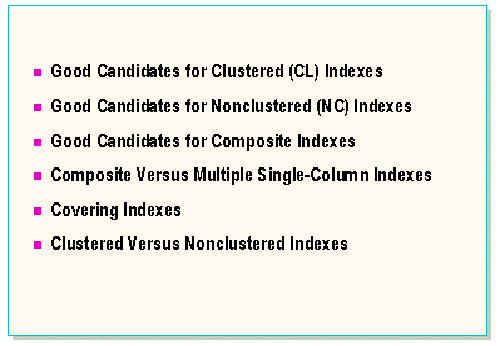 Good Candidates for Clustered (CL) Indexes
Good Candidates for Nonclustered (NC) Indexes
Good Candidates for Composite Indexes
Composite Versus Multiple Single-Column Indexes
Covering Indexes
Clustered Versus Nonclustered Indexes